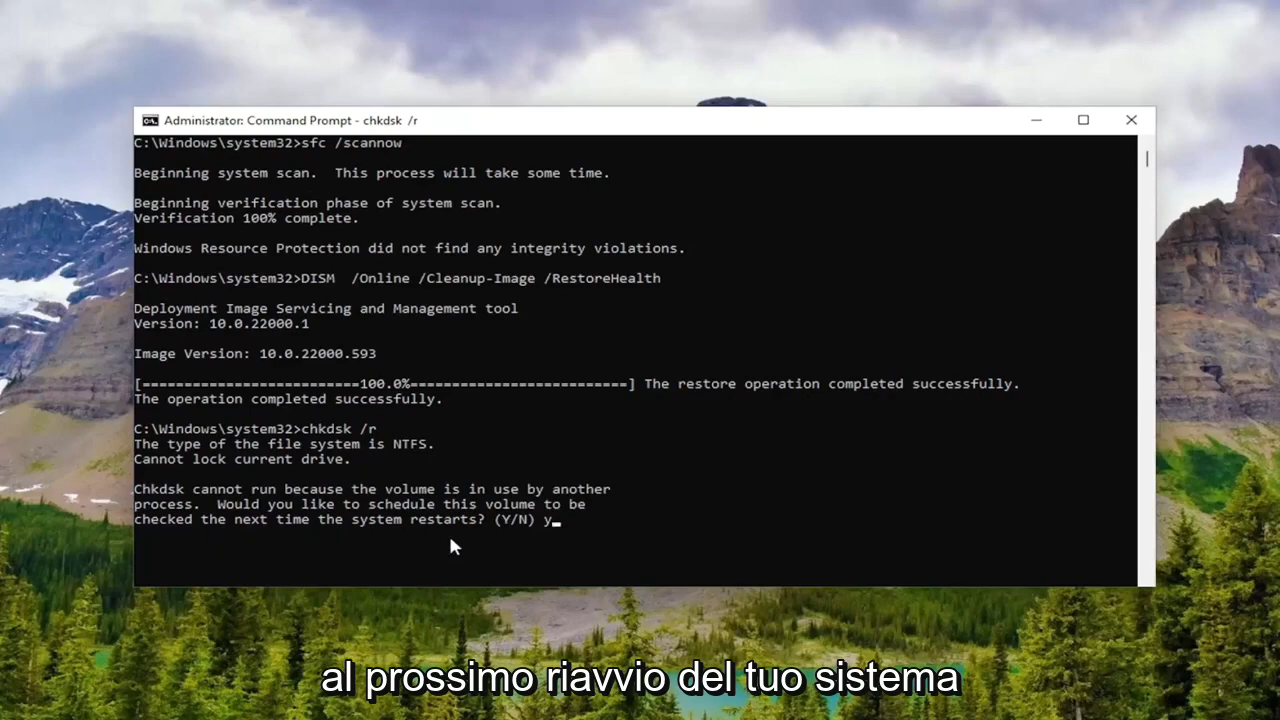 Administrator: Command Prompt - chkdsk /r
C:\Windows\system32>sfc /scannow
Beginning system scan.  This process will take some time.
Beginning verification phase of system scan.
Verification 100% complete.
Windows Resource Protection did not find any integrity violations.
C:\Windows\system32>DISM  /Online /Cleanup-Image /RestoreHealth
Deployment Image Servicing and Management tool
Version: 10.0.22000.1
Image Version: 10.0.22000.593
[==========================100.0%==========================] The restore operation completed successfully.
The operation completed successfully.
C:\Windows\system32>chkdsk /r
The type of the file system is NTFS.
Cannot lock current drive.
Chkdsk cannot run because the volume is in use by another
process.  Would you like to schedule this volume to be
checked the next time the system restarts? (Y/N) y
al prossimo riavvio del tuo sistema